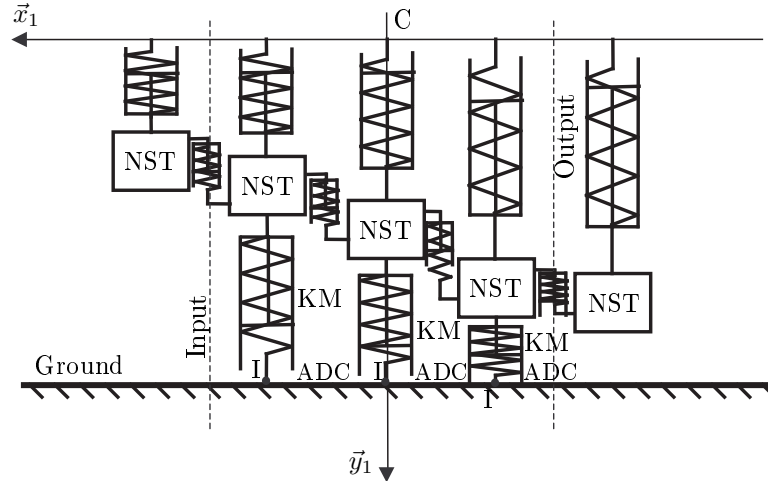 x⃗₁
C
NST
NST
NST
NST
NST
Output
Input
KM
KM
KM
Ground
I ADC
I ADC
I ADC
y⃗₁